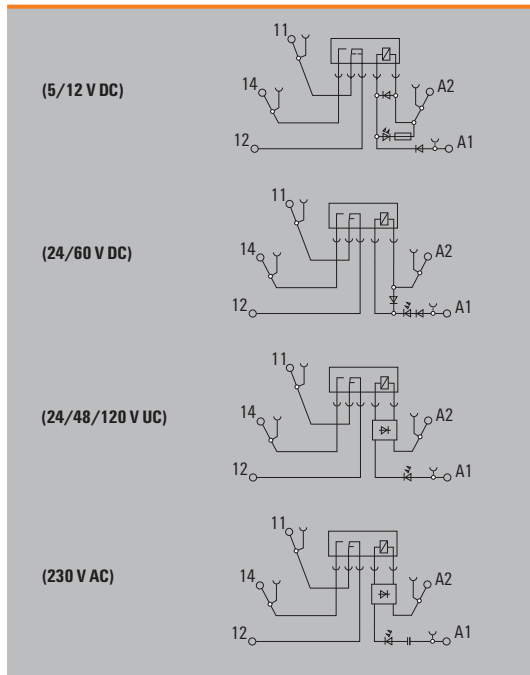 11
14
(5/12 V DC)
A2
12
A1
11
14
(24/60 V DC)
A2
12
A1
11
14
(24/48/120 V UC)
A2
12
A1
11
14
(230 V AC)
A2
12
A1